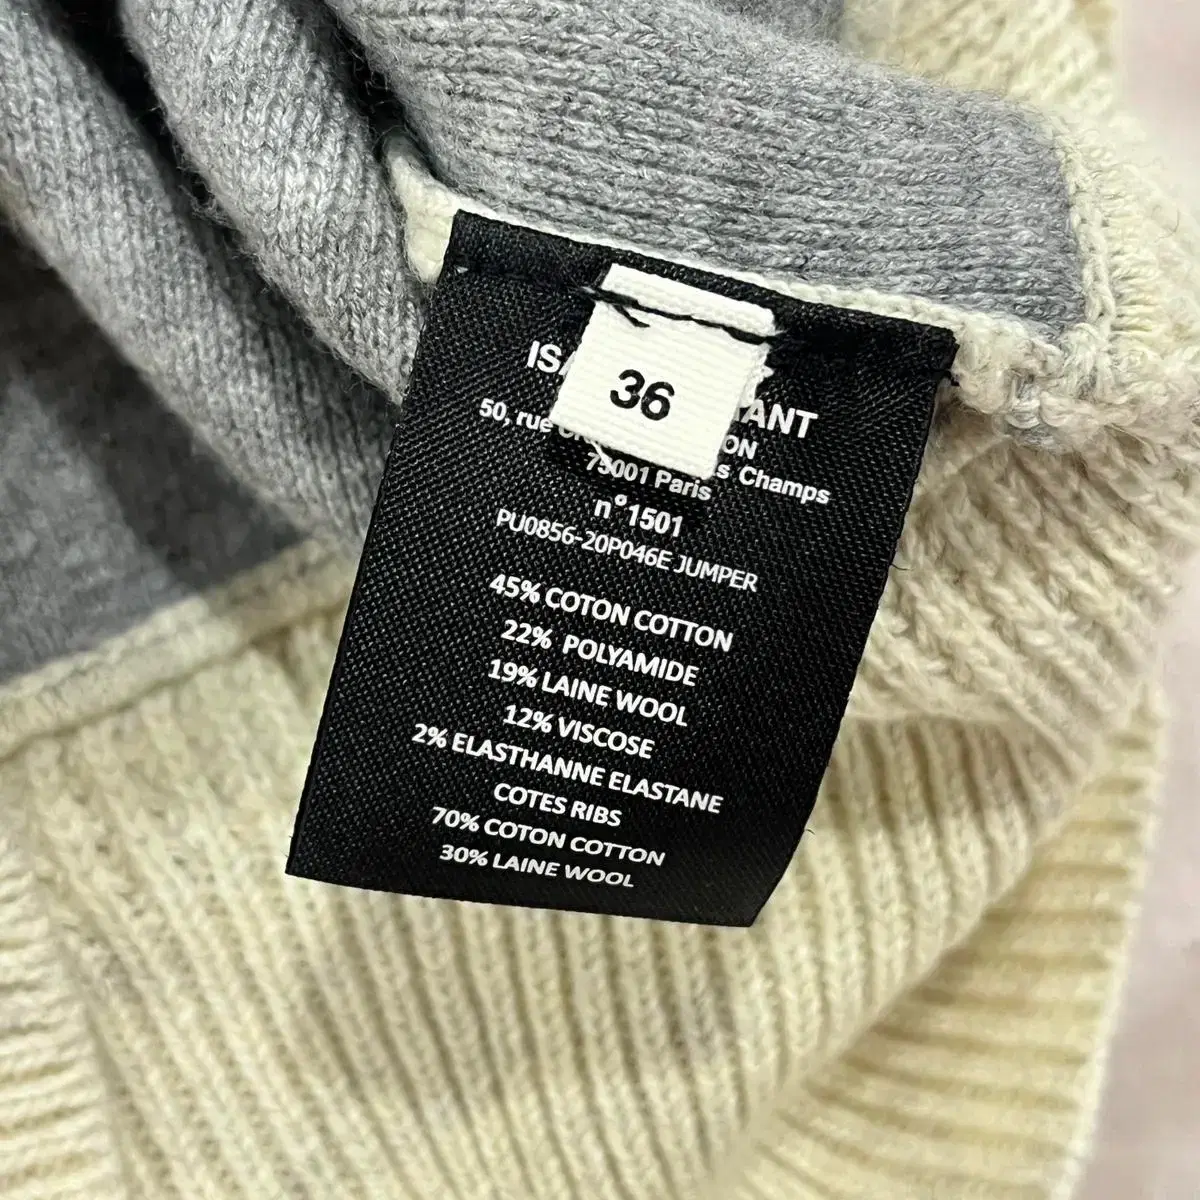 36
ANT
50, rue
ON
s Champs
75001 Paris
n°1501
PU0856-20P046E JUMPER
45% COTON COTTON
22% POLYAMIDE
19% LAINE WOOL
12% VISCOSE
2% ELASTHANNE ELASTANE
COTES RIBS
70% COTON COTTON
30% LAINE WOOL